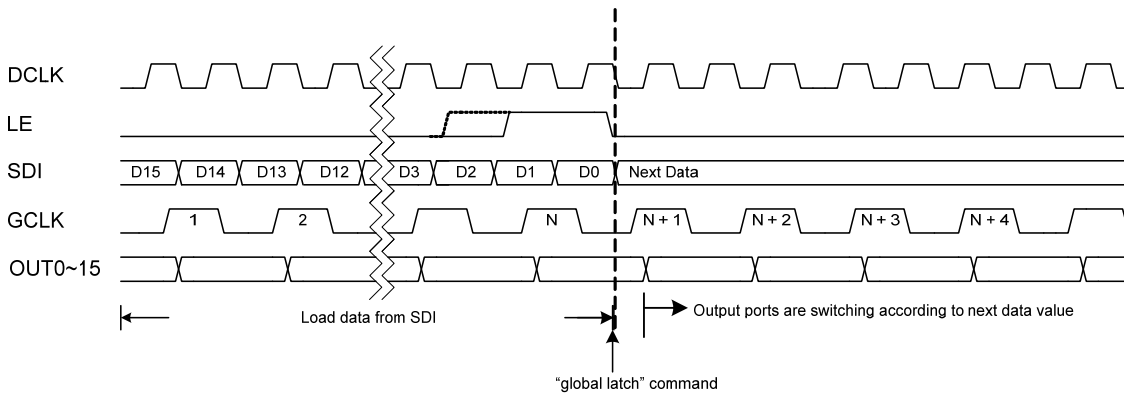 DCLK
LE
SDI D15 D14 D13 D12 D3 D2 D1 D0 Next Data
GCLK 1 2 N N + 1 N + 2 N + 3 N + 4
OUT0~15
Load data from SDI
Output ports are switching according to next data value
“global latch” command